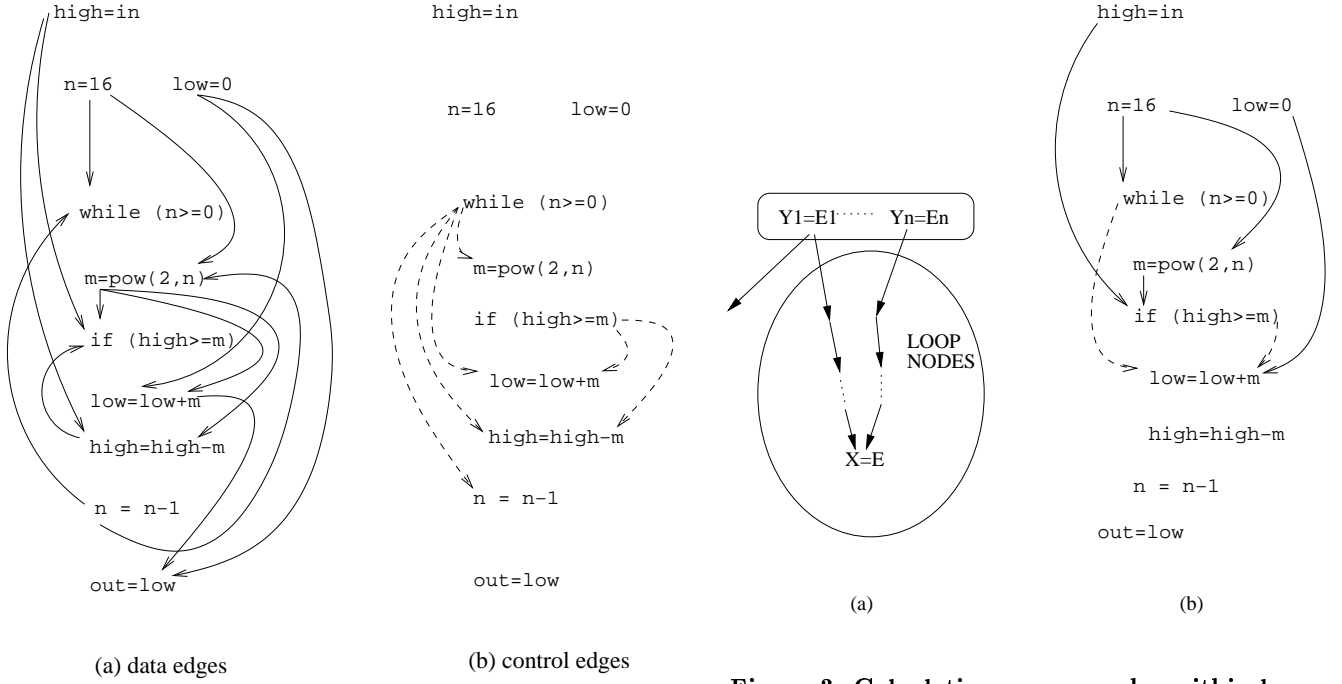 high=in
n=16
low=0
while (n>=0)
m=pow(2,n)
if (high>=m)
low=low+m
high=high-m
n = n-1
out=low
(a) data edges
high=in
n=16
low=0
while (n>=0)
m=pow(2,n)
if (high>=m)
low=low+m
high=high-m
n = n-1
out=low
(b) control edges
Y1=E1 ...... Yn=En
LOOP
NODES
X=E
(a)
high=in
n=16
low=0
while (n>=0)
m=pow(2,n)
if (high>=m)
low=low+m
high=high-m
n = n-1
out=low
(b)